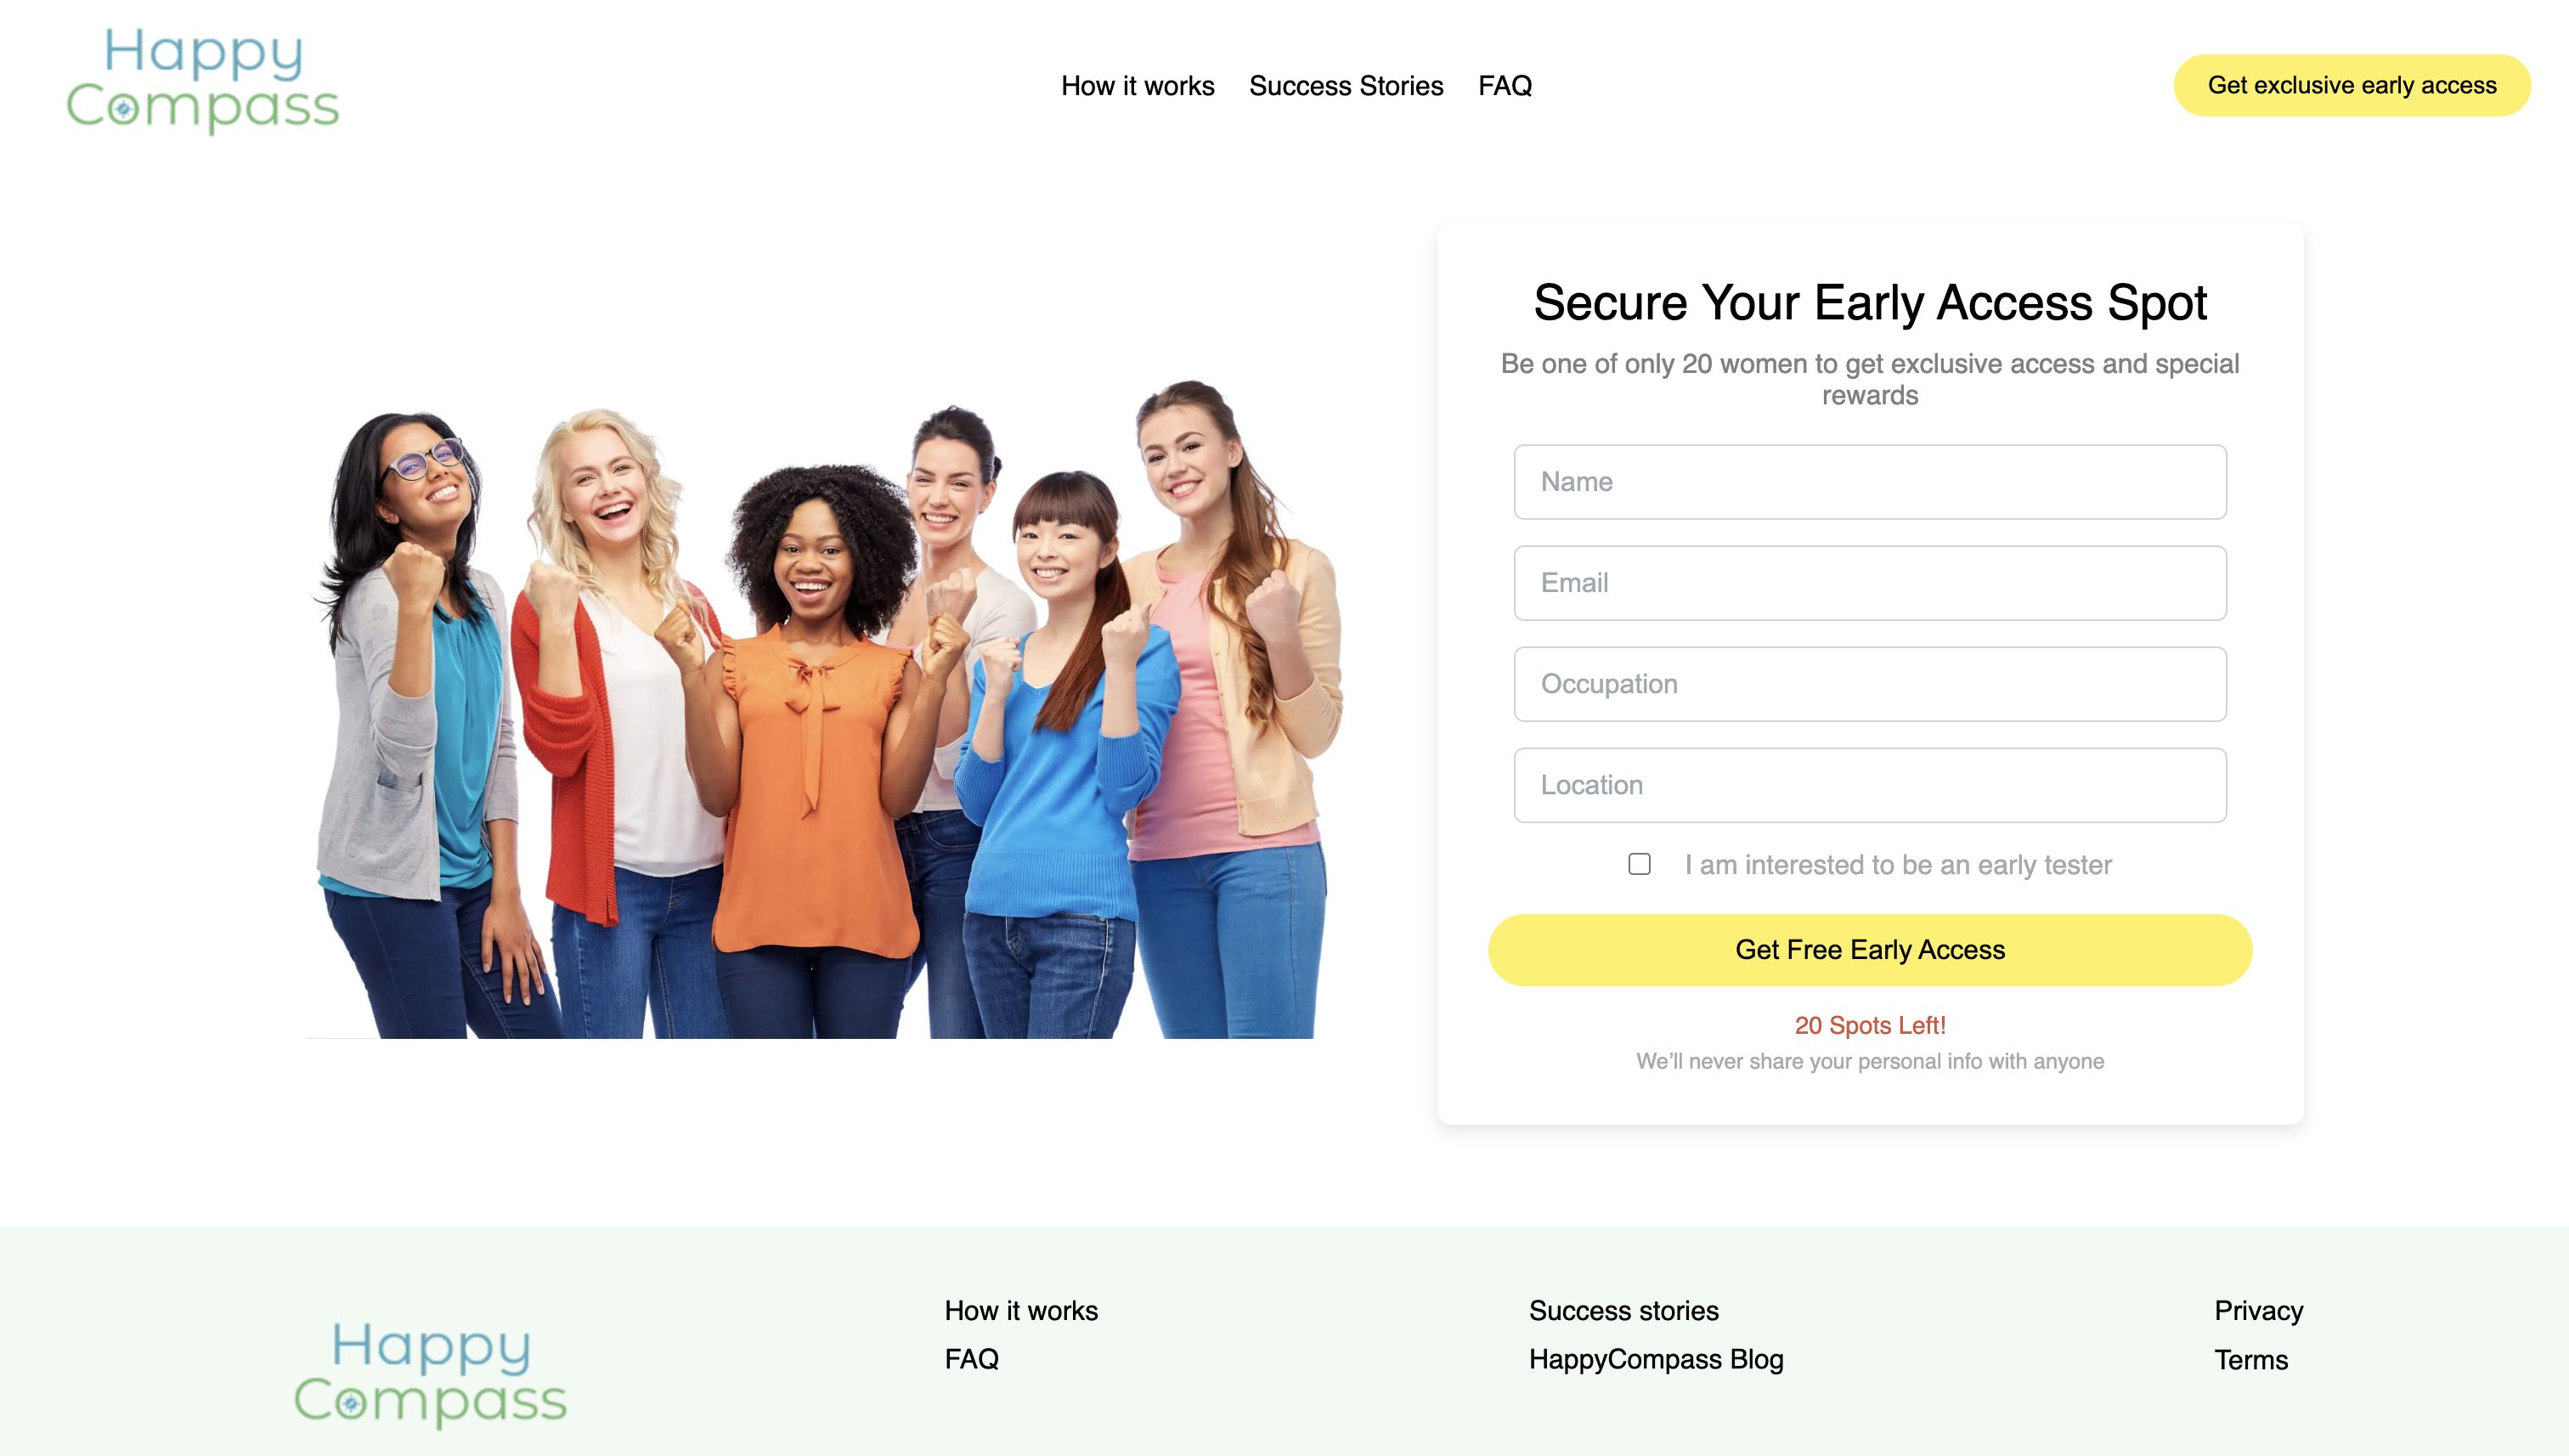 Happy
Compass
How it works
Success Stories
FAQ
Get exclusive early access
Secure Your Early Access Spot
Be one of only 20 women to get exclusive access and special
rewards
Name
Email
Occupation
Location
I am interested to be an early tester
Get Free Early Access
20 Spots Left!
We’ll never share your personal info with anyone
Happy
Compass
How it works
FAQ
Success stories
HappyCompass Blog
Privacy
Terms